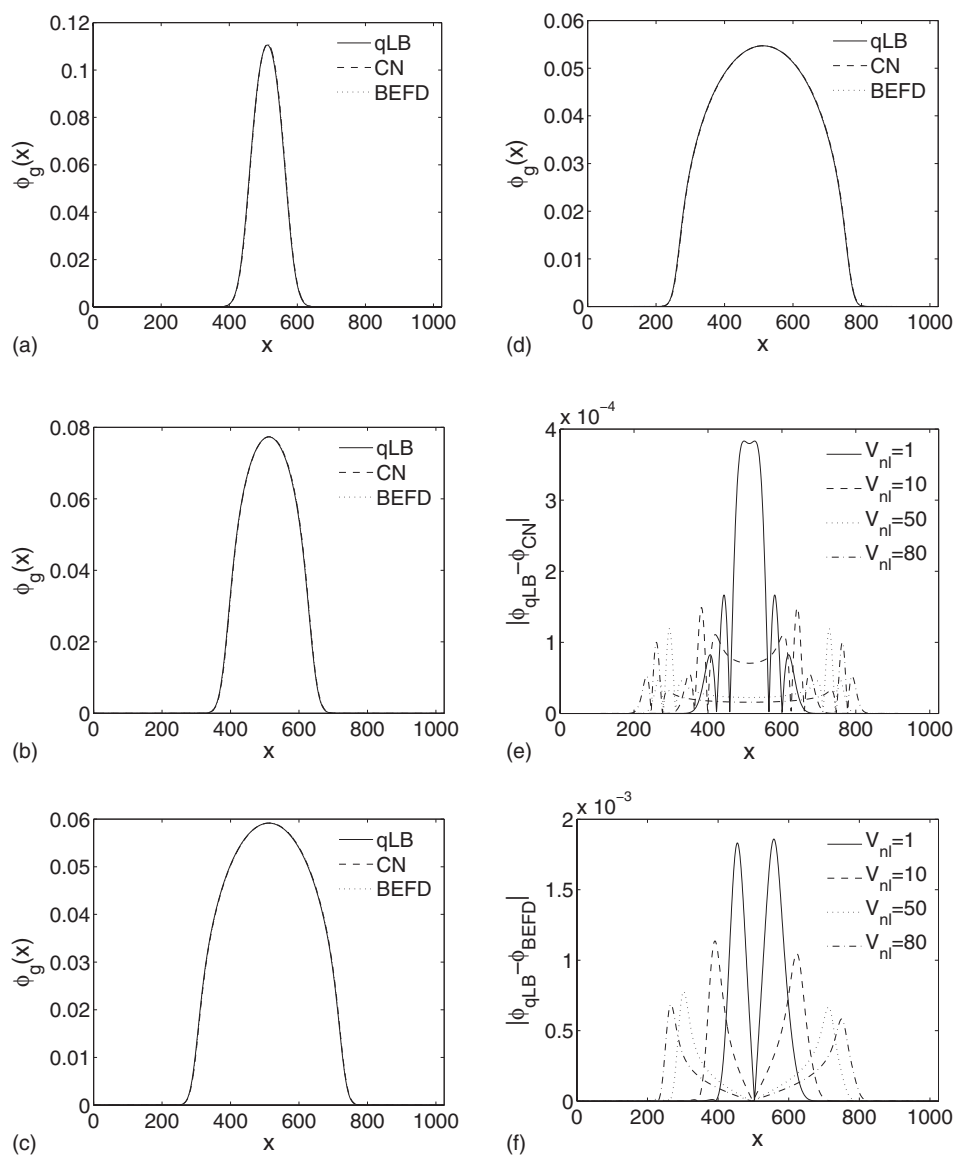 0.12
0.1
0.08
0.06
0.04
0.02
0
0 200 400 600 800 1000
ϕg(x)
x
qLB
CN
BEFD
(a)
0.06
0.05
0.04
0.03
0.02
0.01
0
0 200 400 600 800 1000
ϕg(x)
x
qLB
CN
BEFD
(d)
0.08
0.06
0.04
0.02
0
0 200 400 600 800 1000
ϕg(x)
x
qLB
CN
BEFD
(b)
x 10⁻⁴
4
3
2
1
0
0 200 400 600 800 1000
|ϕqLB−ϕCN|
x
Vnl=1
Vnl=10
Vnl=50
Vnl=80
(e)
0.06
0.05
0.04
0.03
0.02
0.01
0
0 200 400 600 800 1000
ϕg(x)
x
qLB
CN
BEFD
(c)
x 10⁻³
2
1.5
1
0.5
0
0 200 400 600 800 1000
|ϕqLB−ϕBEFD|
x
Vnl=1
Vnl=10
Vnl=50
Vnl=80
(f)